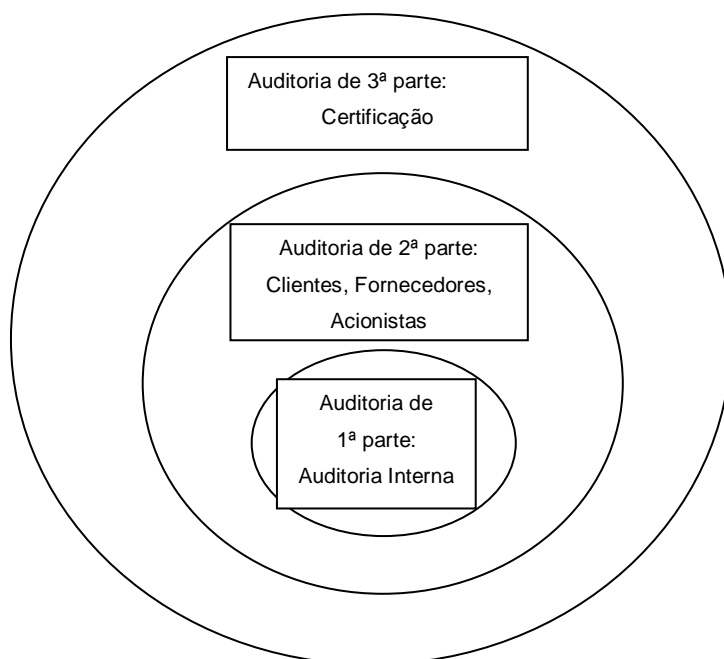 Auditoria de 3ª parte:
Certificação
Auditoria de 2ª parte:
Clientes, Fornecedores,
Acionistas
Auditoria de
1ª parte:
Auditoria Interna